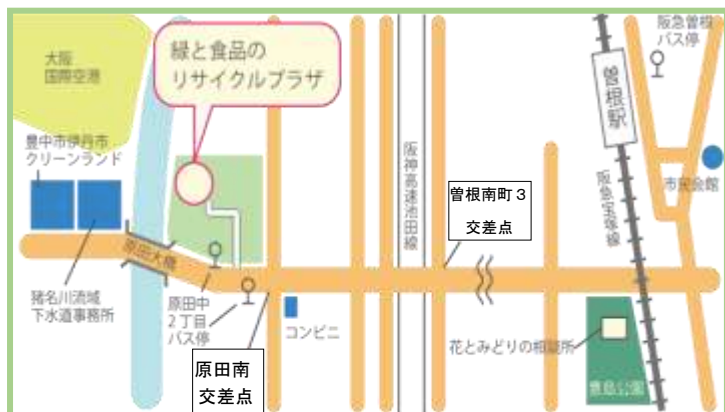 大阪
国際空港
緑と食品の
リサイクルプラザ
阪急曽根
バス停
曽根駅
豊中市伊丹市
クリーンランド
阪神高速池田線
曽根南町3
交差点
阪急宝塚線
市民会館
原田大橋
猪名川流域
下水道事務所
原田中
2丁目
バス停
コンビニ
原田南
交差点
花とみどりの相談所
豊島公園